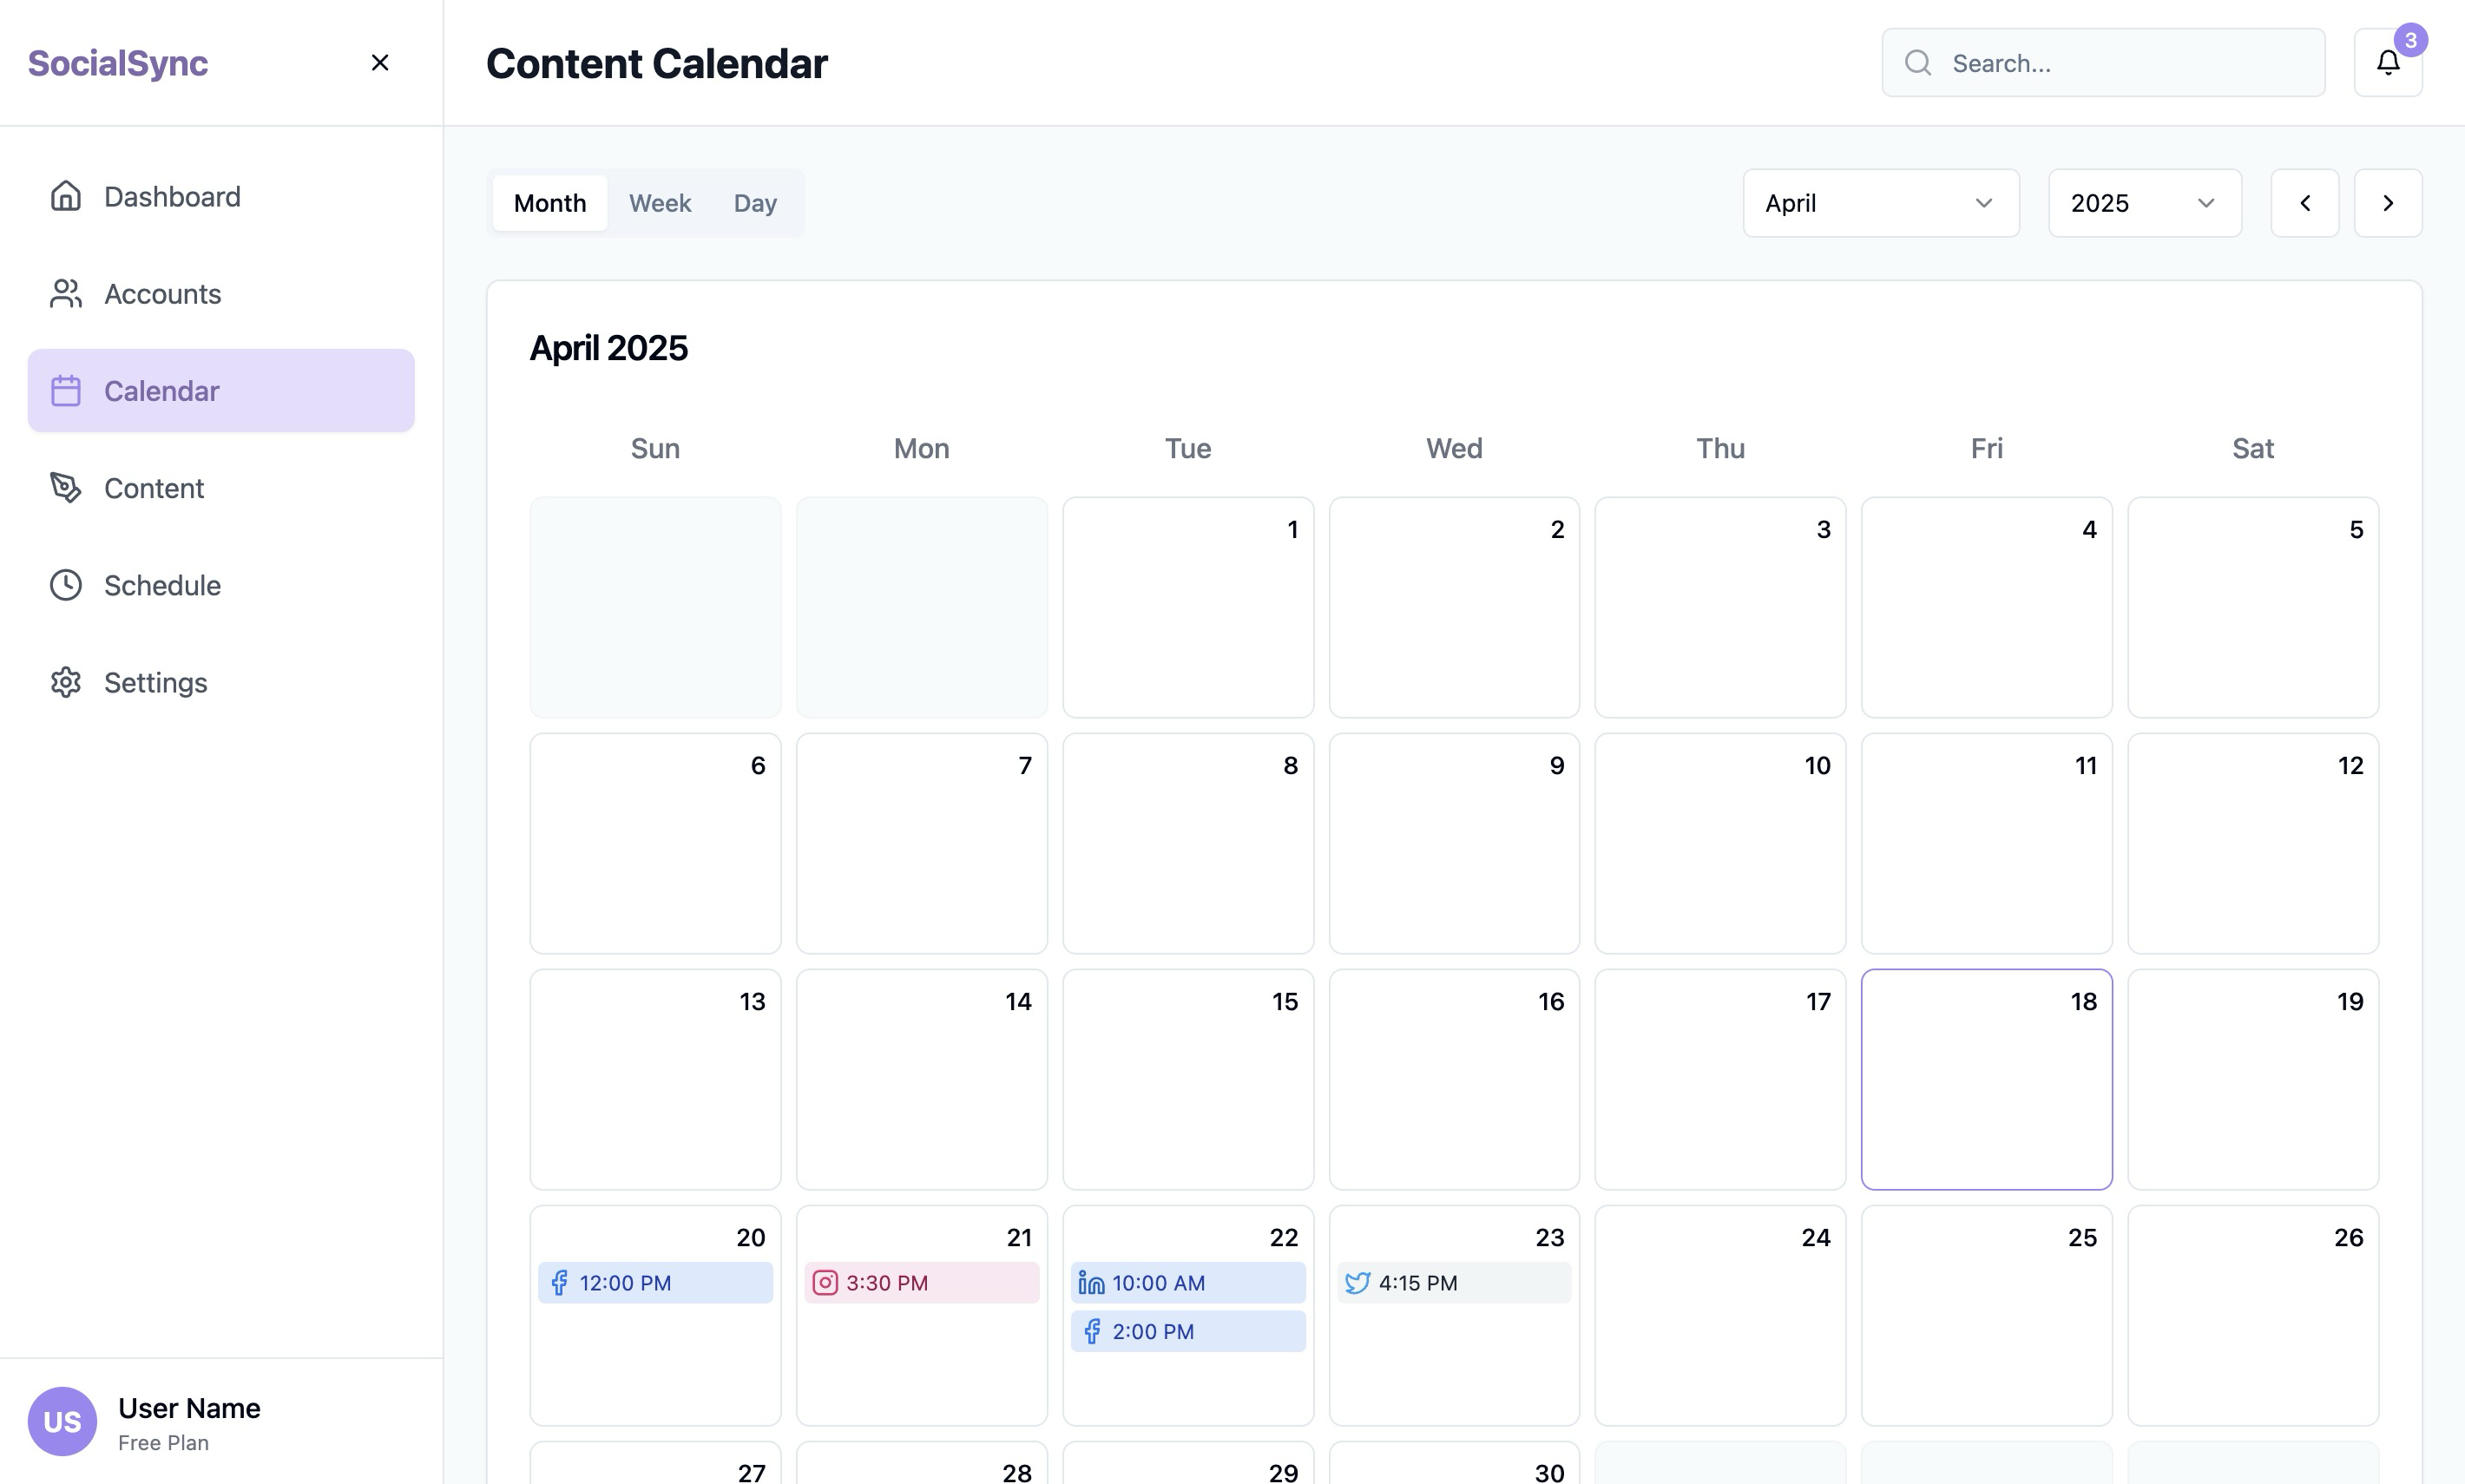 SocialSync
Content Calendar
Search...
3
Dashboard
Accounts
Calendar
Content
Schedule
Settings
Month Week Day
April
2025
April 2025
Sun Mon Tue Wed Thu Fri Sat
1 2 3 4 5
6 7 8 9 10 11 12
13 14 15 16 17 18 19
20 21 22 23 24 25 26
12:00 PM 3:30 PM 10:00 AM 4:15 PM
2:00 PM
27 28 29 30
US
User Name
Free Plan